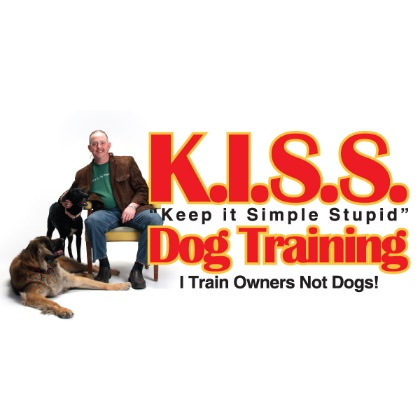 K.I.S.S.
"Keep it Simple Stupid"
Dog Training
I Train Owners Not Dogs!